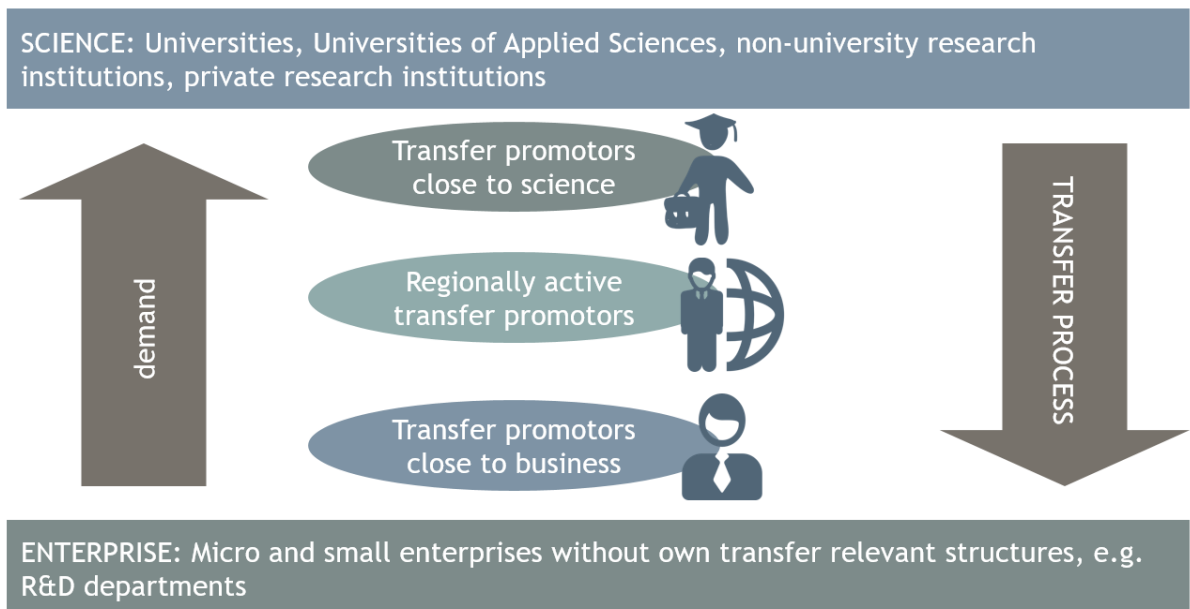 SCIENCE: Universities, Universities of Applied Sciences, non-university research
institutions, private research institutions
Transfer promotors
close to science
Regionally active
transfer promotors
Transfer promotors
close to business
demand
TRANSFER PROCESS
ENTERPRISE: Micro and small enterprises without own transfer relevant structures, e.g.
R&D departments